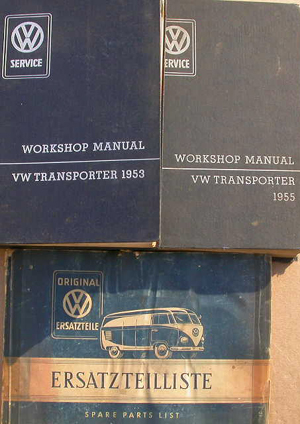 VW
SERVICE
WORKSHOP MANUAL
VW TRANSPORTER 1953
VW
SERVICE
WORKSHOP MANUAL
VW TRANSPORTER
1955
ORIGINAL
VW
ERSATZTEILE
ERSATZTEILLISTE
SPARE PARTS LIST